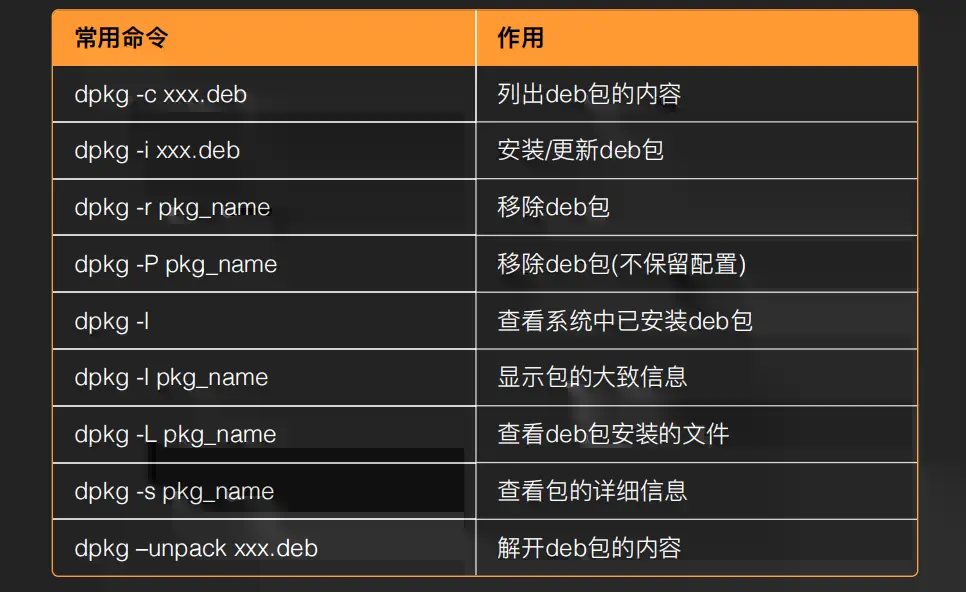 常用命令 作用
dpkg -c xxx.deb 列出deb包的内容
dpkg -i xxx.deb 安装/更新deb包
dpkg -r pkg_name 移除deb包
dpkg -P pkg_name 移除deb包(不保留配置)
dpkg -l 查看系统中已安装deb包
dpkg -l pkg_name 显示包的大致信息
dpkg -L pkg_name 查看deb包安装的文件
dpkg -s pkg_name 查看包的详细信息
dpkg –unpack xxx.deb 解开deb包的内容